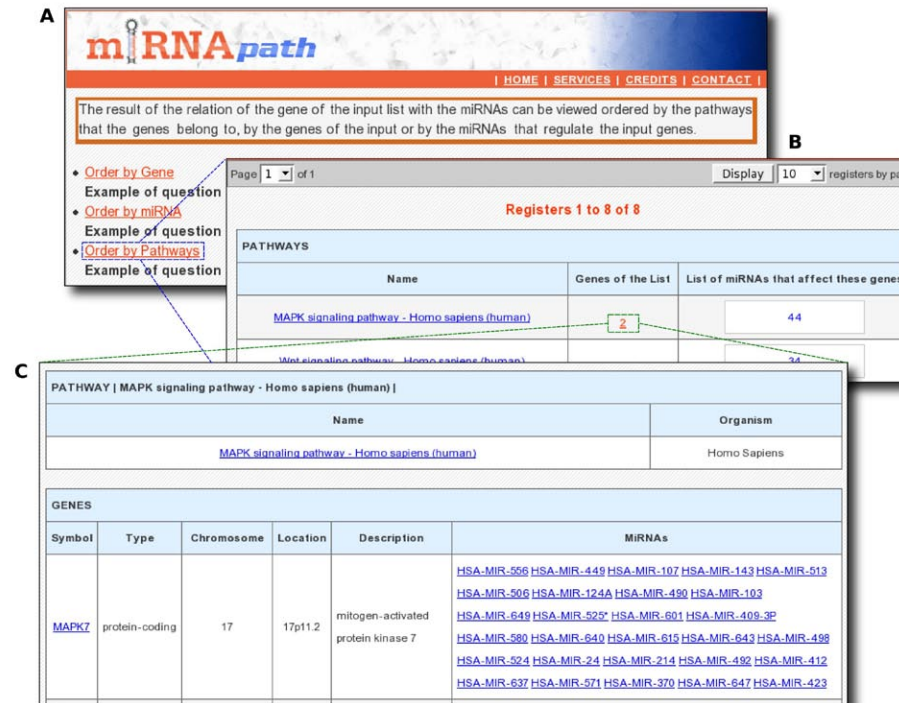 A
miRNApath
| HOME | SERVICES | CREDITS | CONTACT |
The result of the relation of the gene of the input list with the miRNAs can be viewed ordered by the pathways
that the genes belong to, by the genes of the input or by the miRNAs that regulate the input genes.
Order by Gene
Example of question
Order by miRNA
Example of question
Order by Pathways
Example of question
B
Page 1 of 1
Display 10 registers by
Registers 1 to 8 of 8
PATHWAYS
Name Genes of the List List of miRNAs that affect these genes
MAPK signaling pathway - Homo sapiens (human) 2 44
Wnt signaling pathway - Homo sapiens (human) 34
C
PATHWAY | MAPK signaling pathway - Homo sapiens (human) |
Name Organism
MAPK signaling pathway - Homo sapiens (human) Homo Sapiens
GENES
Symbol Type Chromosome Location Description MiRNAs
HSA-MIR-556 HSA-MIR-449 HSA-MIR-107 HSA-MIR-143 HSA-MIR-513
HSA-MIR-506 HSA-MIR-124A HSA-MIR-490 HSA-MIR-103
mitogen-activated HSA-MIR-649 HSA-MIR-525* HSA-MIR-601 HSA-MIR-409-3P
MAPK7 protein-coding 17 17p11.2
protein kinase 7 HSA-MIR-580 HSA-MIR-640 HSA-MIR-615 HSA-MIR-643 HSA-MIR-498
HSA-MIR-524 HSA-MIR-24 HSA-MIR-214 HSA-MIR-492 HSA-MIR-412
HSA-MIR-637 HSA-MIR-571 HSA-MIR-370 HSA-MIR-647 HSA-MIR-423